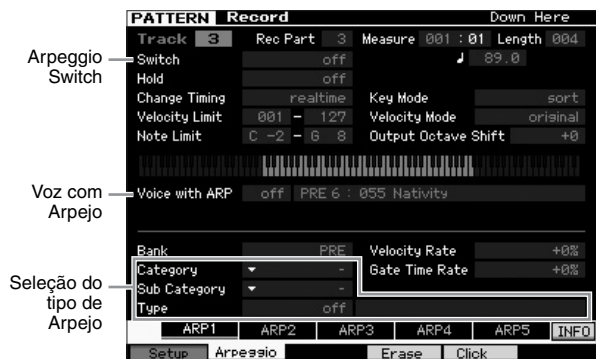 PATTERN Record Down Here
Track 3 Rec Part 3 Measure 001 : 01 Length 004
Arpeggio Switch
Switch off ♩ 89.0
Hold off
Change Timing realtime Key Mode sort
Velocity Limit 001 – 127 Velocity Mode original
Note Limit C -2 – G 8 Output Octave Shift +0
Voz com Arpejo
Voice with ARP off PRE 6 : 055 Nativity
Bank PRE Velocity Rate +0%
Seleção do tipo de Arpejo
Category - Gate Time Rate +0%
Sub Category -
Type off
ARP1 ARP2 ARP3 ARP4 ARP5 INFO
Setup Arpeggio Erase Click